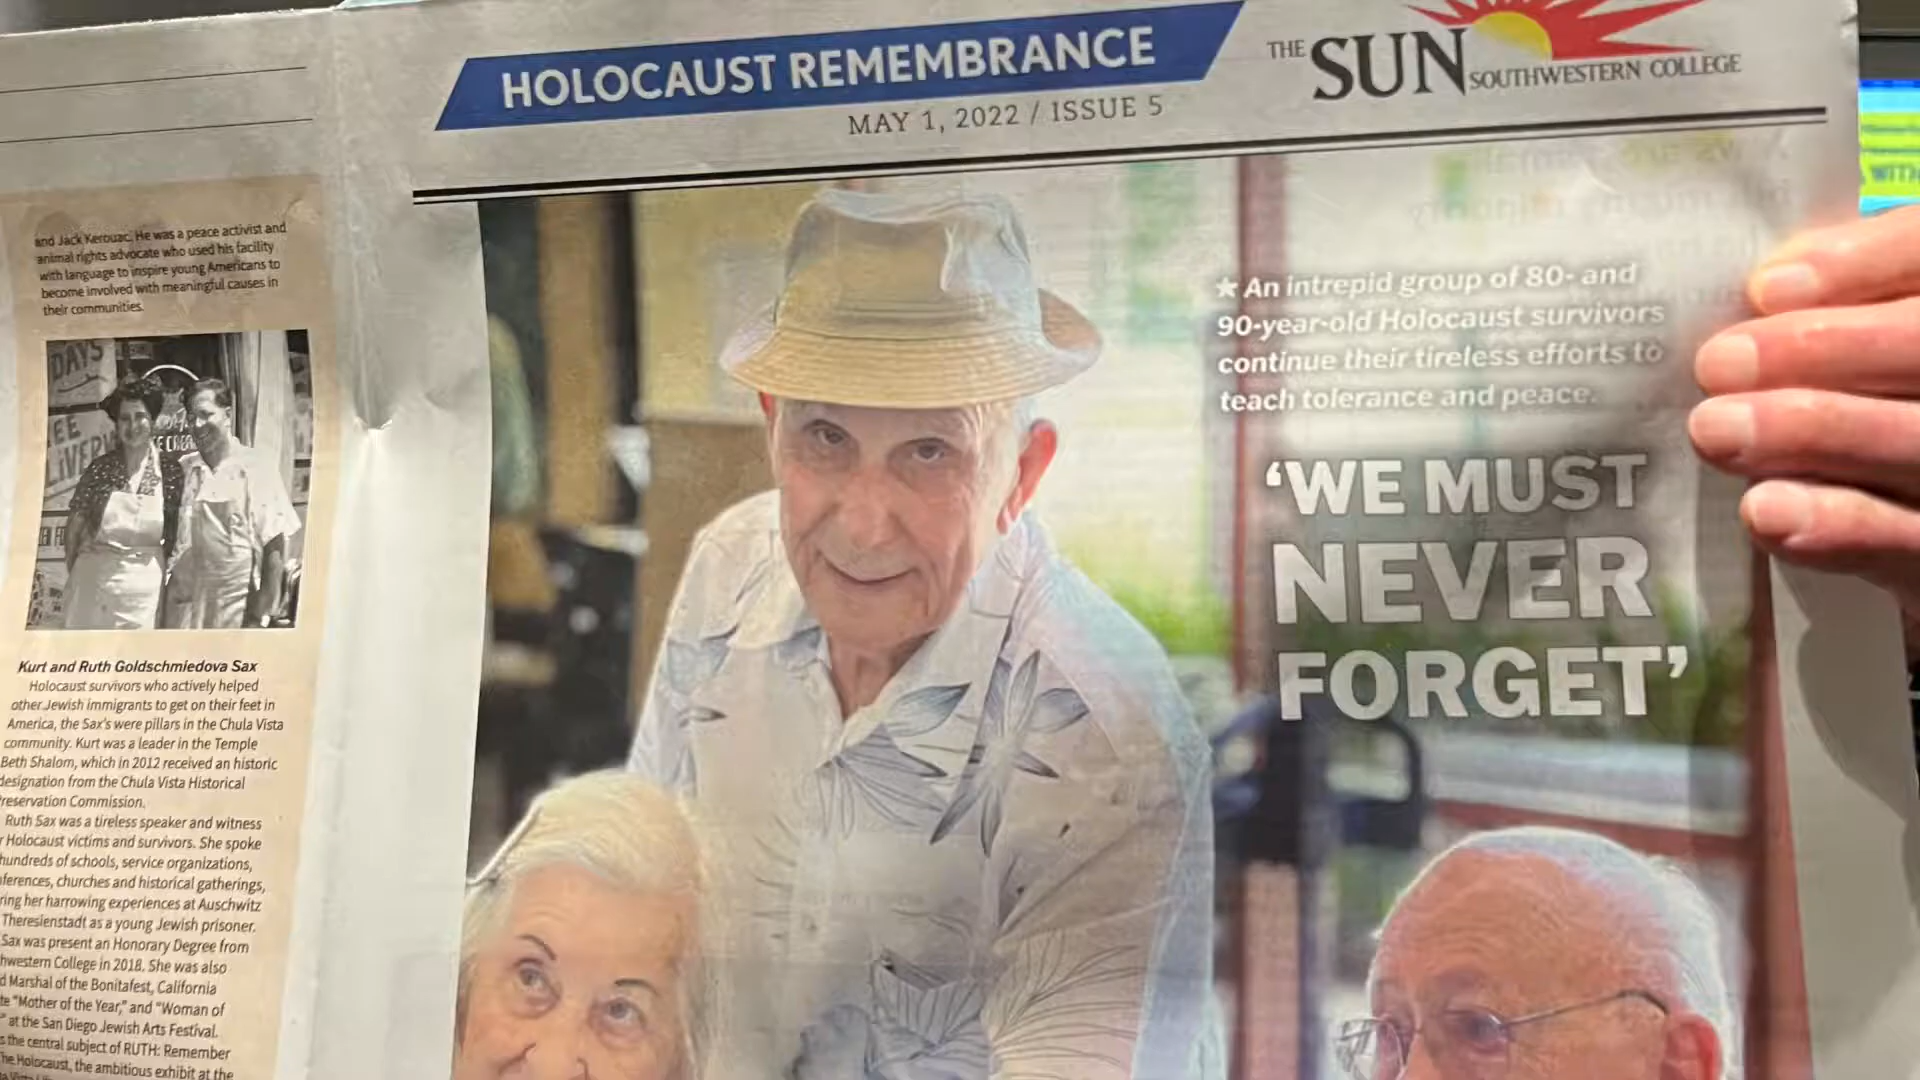 HOLOCAUST REMEMBRANCE
MAY 1, 2022 / ISSUE 5
THE SUN SOUTHWESTERN COLLEGE
and Jack Kerouac. He was a peace activist and
animal rights advocate who used his facility
with language to inspire young Americans to
become involved with meaningful causes in
their communities.
DAYS
Kurt and Ruth Goldschmiedova Sax
Holocaust survivors who actively helped
other Jewish immigrants to get on their feet in
America, the Sax's were pillars in the Chula Vista
community. Kurt was a leader in the Temple
Beth Shalom, which in 2012 received an historic
designation from the Chula Vista Historical
reservation Commission.
Ruth Sax was a tireless speaker and witness
r Holocaust victims and survivors. She spoke
hundreds of schools, service organizations,
ferences, churches and historical gatherings,
ring her harrowing experiences at Auschwitz
Theresienstadt as a young Jewish prisoner.
Sax was present an Honorary Degree from
hwestern College in 2018. She was also
d Marshal of the Bonitafest, California
te "Mother of the Year," and "Woman of
" at the San Diego Jewish Arts Festival.
s the central subject of RUTH: Remember
he Holocaust, the ambitious exhibit at the
★ An intrepid group of 80- and
90-year-old Holocaust survivors
continue their tireless efforts to
teach tolerance and peace.
'WE MUST
NEVER
FORGET'